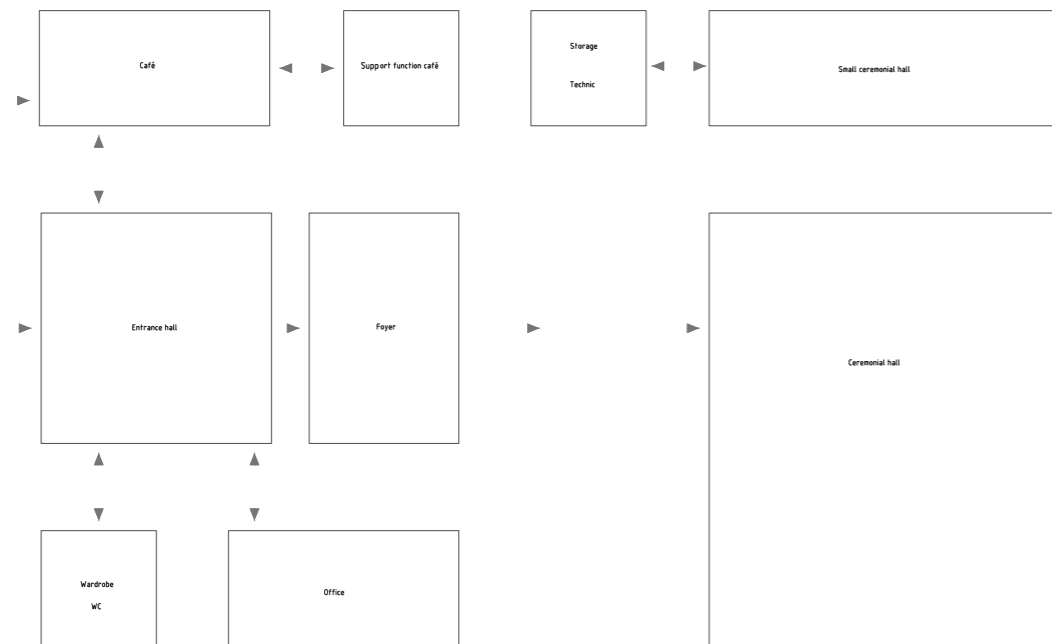 Café
Support function café
Storage
Technic
Small ceremonial hall
Entrance hall
Foyer
Ceremonial hall
Wardrobe
WC
Office